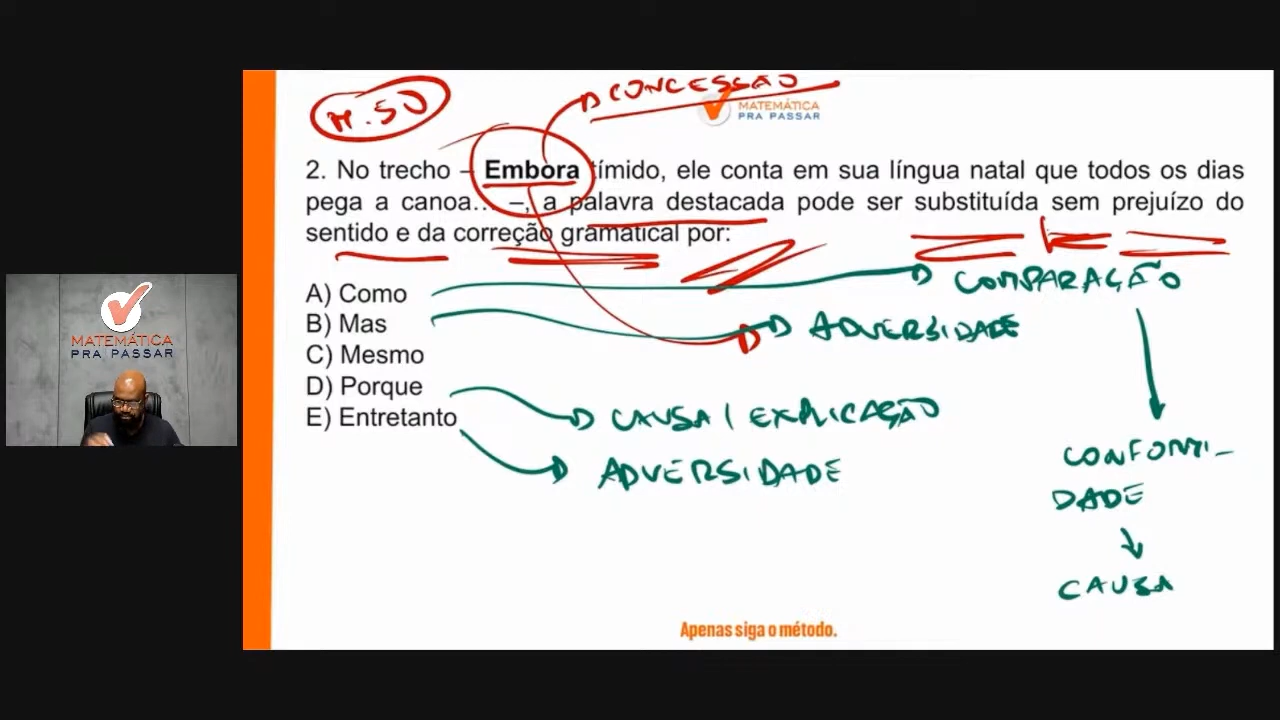 M.50
CONCESSÃO
MATEMÁTICA
PRA PASSAR
2. No trecho – Embora tímido, ele conta em sua língua natal que todos os dias
pega a canoa... –, a palavra destacada pode ser substituída sem prejuízo do
sentido e da correção gramatical por:
A) Como
COMPARAÇÃO
B) Mas
ADVERSIDADE
C) Mesmo
D) Porque
CAUSA / EXPLICAÇÃO
E) Entretanto
ADVERSIDADE
CONFORMI-
DADE
CAUSA
Apenas siga o método.
MATEMÁTICA
PRA PASSAR